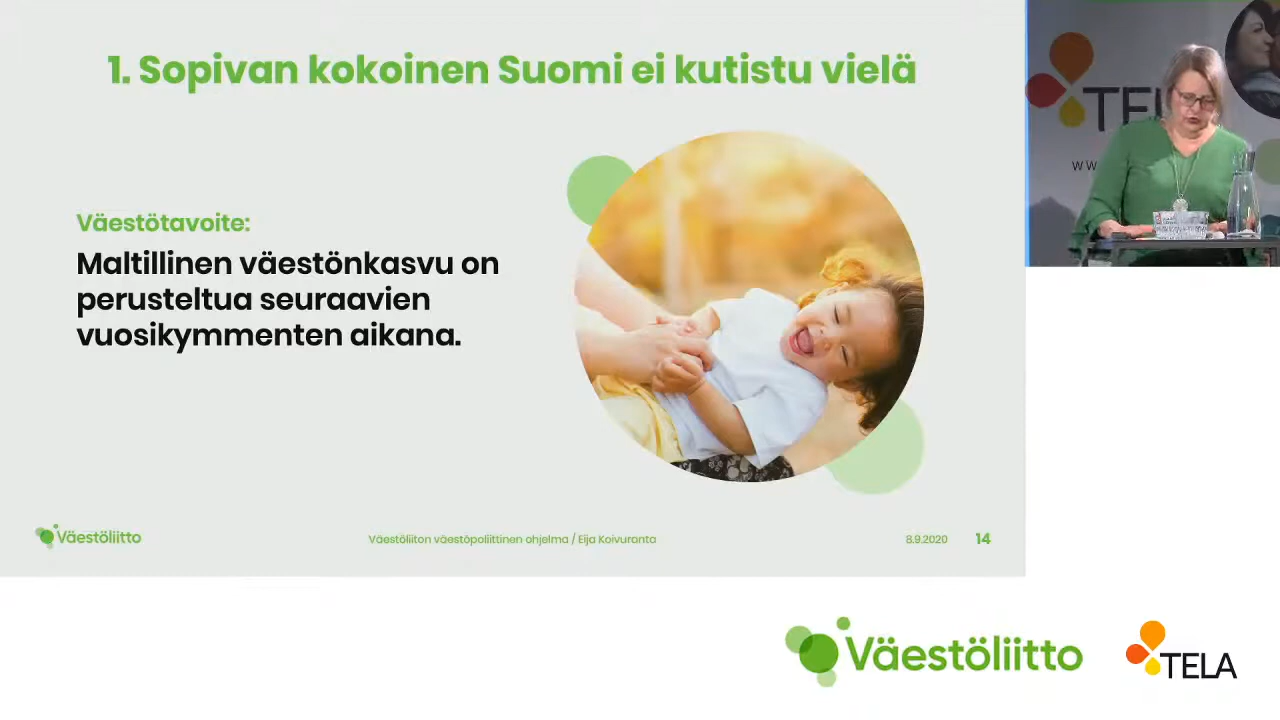 1. Sopivan kokoinen Suomi ei kutistu vielä
Väestötavoite:
Maltillinen väestönkasvu on
perusteltua seuraavien
vuosikymmenten aikana.
Väestöliitto
Väestöliiton väestöpoliittinen ohjelma / Eija Koivuranta
8.9.2020
14
TELA
Väestöliitto
TELA